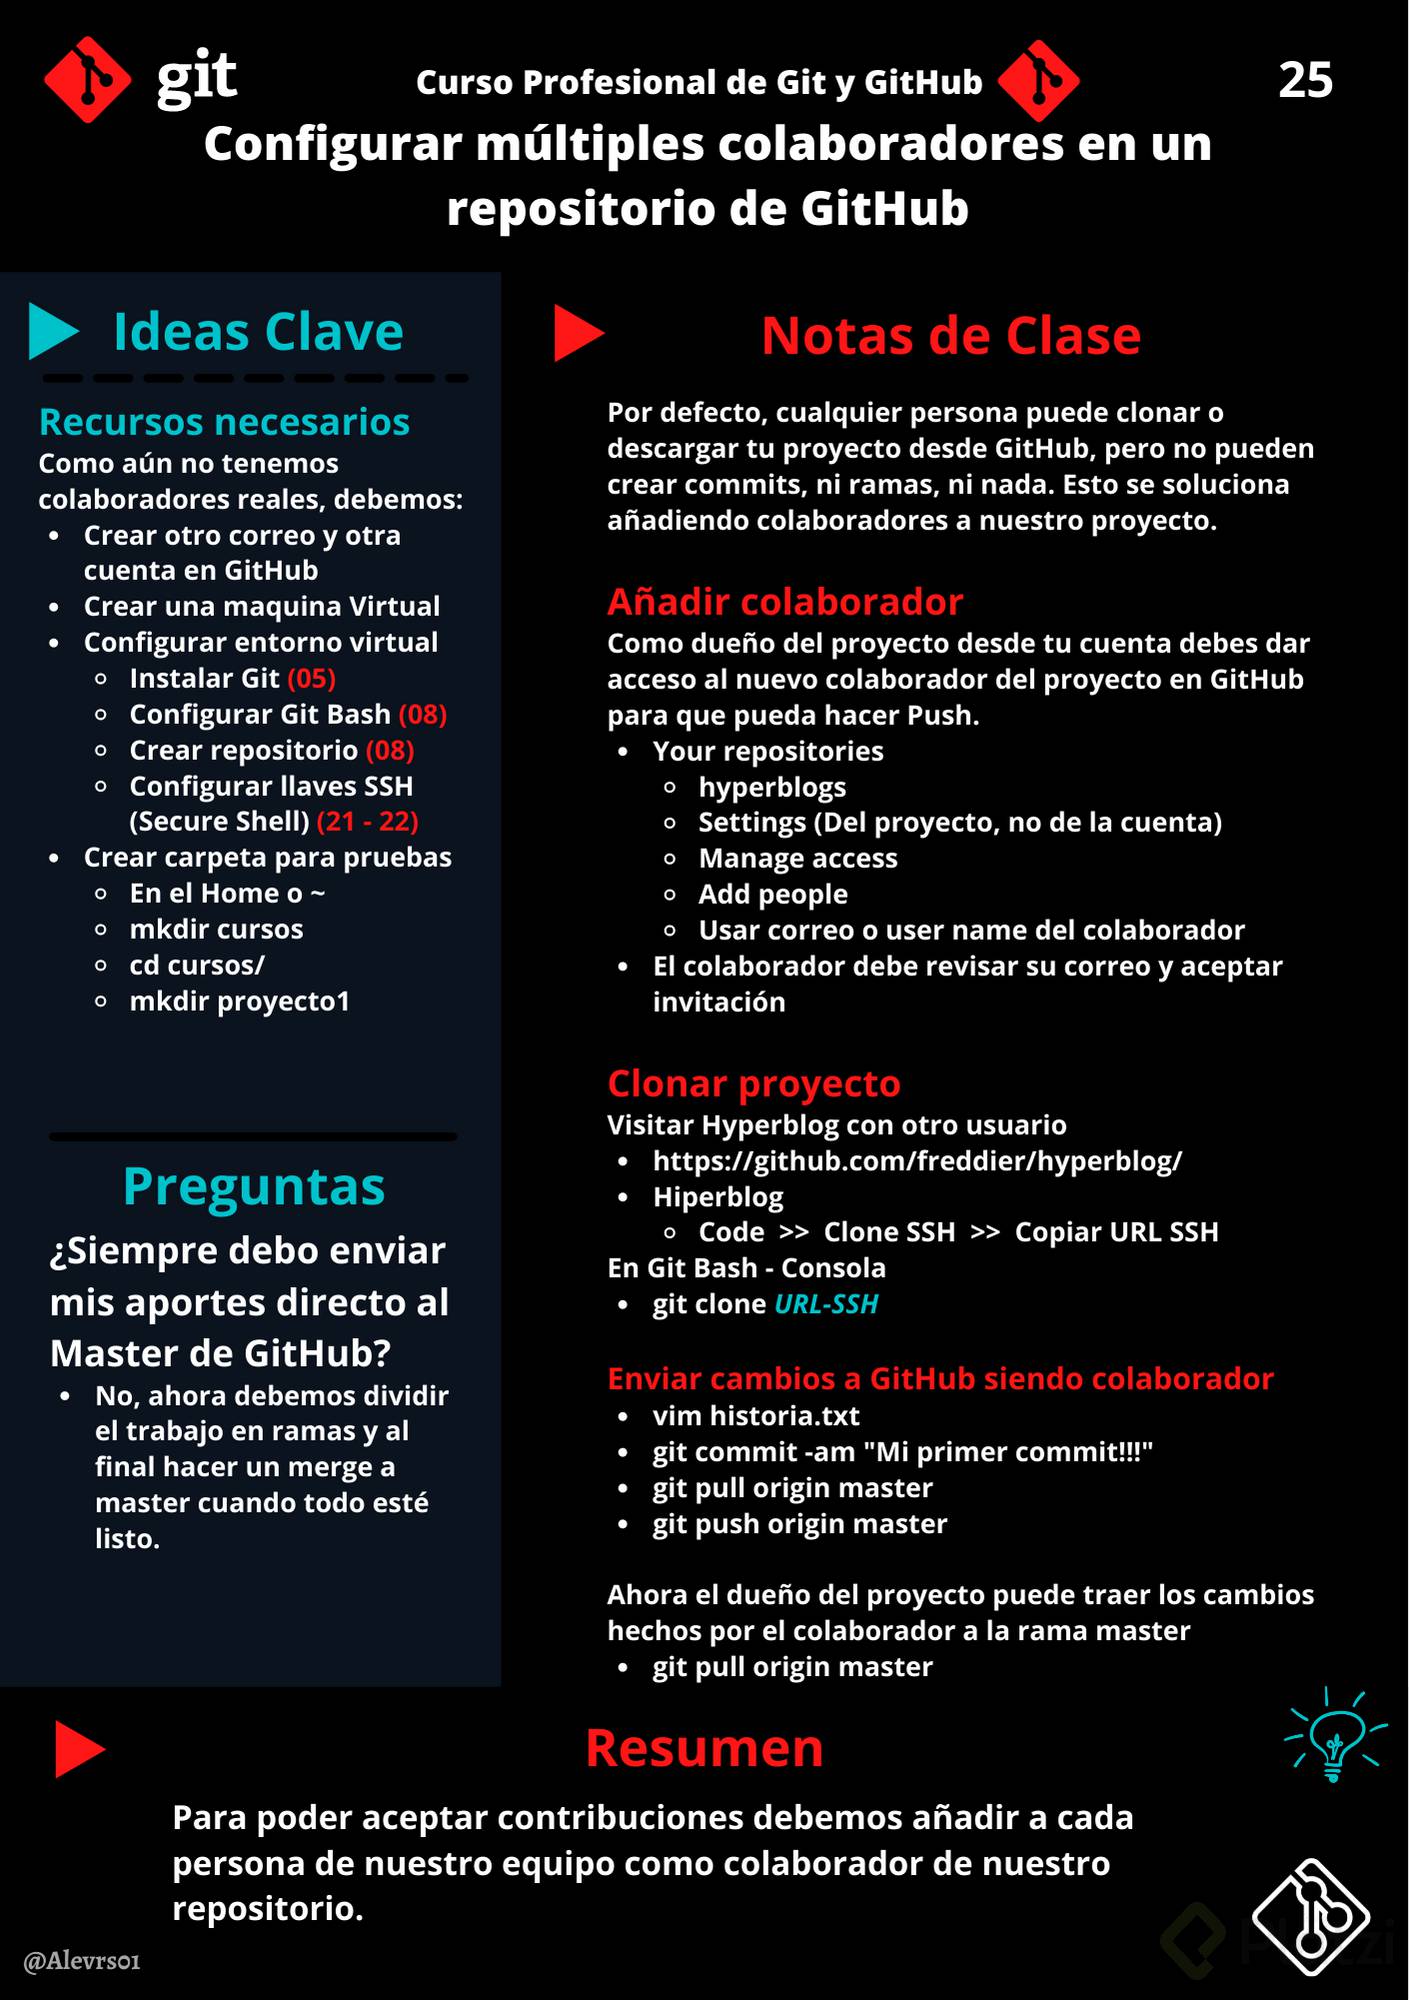 git
Curso Profesional de Git y GitHub
25
Configurar múltiples colaboradores en un
repositorio de GitHub
Ideas Clave
Recursos necesarios
Como aún no tenemos
colaboradores reales, debemos:
• Crear otro correo y otra
cuenta en GitHub
• Crear una maquina Virtual
• Configurar entorno virtual
◦ Instalar Git (05)
◦ Configurar Git Bash (08)
◦ Crear repositorio (08)
◦ Configurar llaves SSH
(Secure Shell) (21 - 22)
• Crear carpeta para pruebas
◦ En el Home o ~
◦ mkdir cursos
◦ cd cursos/
◦ mkdir proyecto1
Preguntas
¿Siempre debo enviar
mis aportes directo al
Master de GitHub?
• No, ahora debemos dividir
el trabajo en ramas y al
final hacer un merge a
master cuando todo esté
listo.
Notas de Clase
Por defecto, cualquier persona puede clonar o
descargar tu proyecto desde GitHub, pero no pueden
crear commits, ni ramas, ni nada. Esto se soluciona
añadiendo colaboradores a nuestro proyecto.
Añadir colaborador
Como dueño del proyecto desde tu cuenta debes dar
acceso al nuevo colaborador del proyecto en GitHub
para que pueda hacer Push.
• Your repositories
◦ hyperblogs
◦ Settings (Del proyecto, no de la cuenta)
◦ Manage access
◦ Add people
◦ Usar correo o user name del colaborador
• El colaborador debe revisar su correo y aceptar
invitación
Clonar proyecto
Visitar Hyperblog con otro usuario
• https://github.com/freddier/hyperblog/
• Hiperblog
◦ Code >> Clone SSH >> Copiar URL SSH
En Git Bash - Consola
• git clone URL-SSH
Enviar cambios a GitHub siendo colaborador
• vim historia.txt
• git commit -am "Mi primer commit!!!"
• git pull origin master
• git push origin master
Ahora el dueño del proyecto puede traer los cambios
hechos por el colaborador a la rama master
• git pull origin master
Resumen
Para poder aceptar contribuciones debemos añadir a cada
persona de nuestro equipo como colaborador de nuestro
repositorio.
@Alevrs01